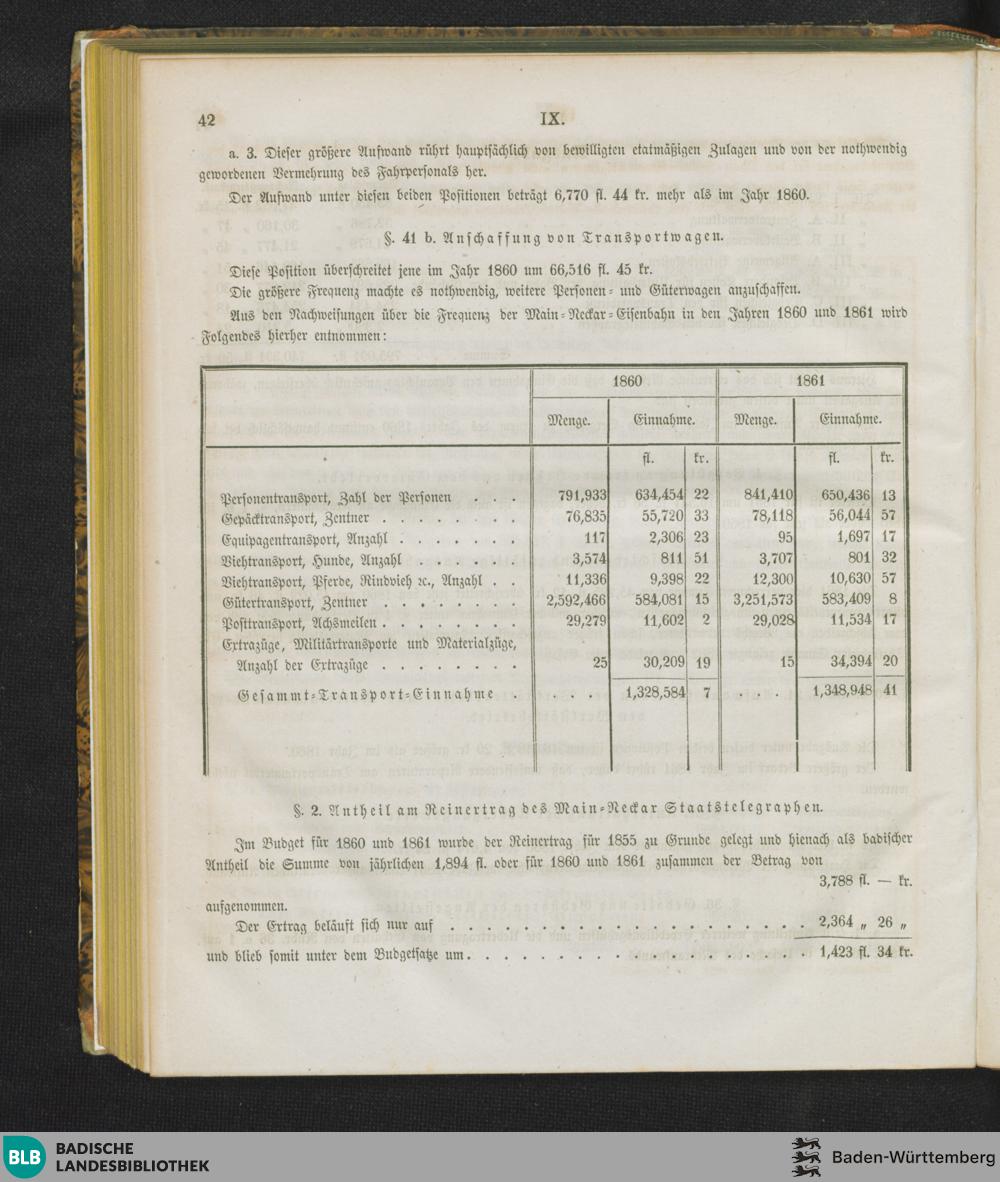 42
IX.
a. 3. Dieser größere Aufwand rührt hauptsächlich von bewilligten etatmäßigen Zulagen und von der nothwendig
gewordenen Vermehrung des Fahrpersonals her.
Der Aufwand unter diesen beiden Positionen beträgt 6,770 fl. 44 kr. mehr als im Jahr 1860.
§. 41 b. Anschaffung von Transportwagen.
Diese Position überschreitet jene im Jahr 1860 um 66,516 fl. 45 kr.
Die größere Frequenz machte es nothwendig, weitere Personen- und Güterwagen anzuschaffen.
Aus den Nachweisungen über die Frequenz der Main-Neckar-Eisenbahn in den Jahren 1860 und 1861 wird
Folgendes hierher entnommen:
1860 1861
Menge. Einnahme. Menge. Einnahme.
fl. kr. fl. kr.
Personentransport, Zahl der Personen . . . 791,933 634,454 22 841,410 650,436 13
Gepäcktransport, Zentner . . . . . . . 76,835 55,720 33 78,118 56,044 57
Equipagentransport, Anzahl . . . . . . 117 2,306 23 95 1,697 17
Viehtransport, Hunde, Anzahl . . . . . . 3,574 811 51 3,707 801 32
Viehtransport, Pferde, Rindvieh ꝛc., Anzahl . . 11,336 9,398 22 12,300 10,630 57
Gütertransport, Zentner . . . . . . . 2,592,466 584,081 15 3,251,573 583,409 8
Posttransport, Achsmeilen . . . . . . . 29,279 11,602 2 29,028 11,534 17
Extrazüge, Militärtransporte und Materialzüge,
Anzahl der Extrazüge . . . . . . . 25 30,209 19 15 34,394 20
Gesammt-Transport-Einnahme . . . . 1,328,584 7 . . . 1,348,948 41
§. 2. Antheil am Reinertrag des Main-Neckar Staatstelegraphen.
Im Budget für 1860 und 1861 wurde der Reinertrag für 1855 zu Grunde gelegt und hienach als badischer
Antheil die Summe von jährlichen 1,894 fl. oder für 1860 und 1861 zusammen der Betrag von
3,788 fl. — kr.
aufgenommen.
Der Ertrag beläuft sich nur auf . . . . . . . . . . . . . . . . . 2,364 „ 26 „
und blieb somit unter dem Budgetsatze um . . . . . . . . . . . . . . . . 1,423 fl. 34 kr.
BLB
BADISCHE
LANDESBIBLIOTHEK
Baden-Württemberg